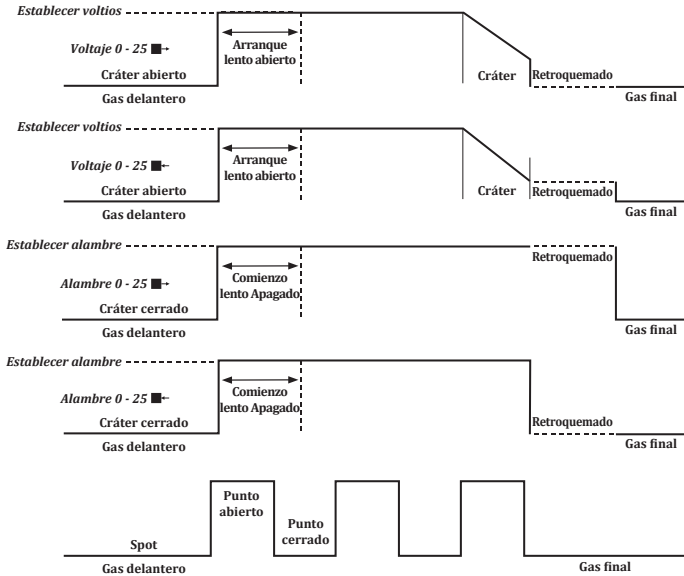 Establecer voltios
Voltaje 0 - 25
Arranque
lento abierto
Cráter abierto
Cráter
Retroquemado
Gas delantero
Gas final
Establecer voltios
Voltaje 0 - 25
Arranque
lento abierto
Cráter abierto
Cráter
Retroquemado
Gas delantero
Gas final
Establecer alambre
Retroquemado
Alambre 0 - 25
Comienzo
lento Apagado
Cráter cerrado
Gas delantero
Gas final
Establecer alambre
Alambre 0 - 25
Comienzo
lento Apagado
Cráter cerrado
Retroquemado
Gas delantero
Gas final
Punto
abierto
Punto
cerrado
Spot
Gas delantero
Gas final